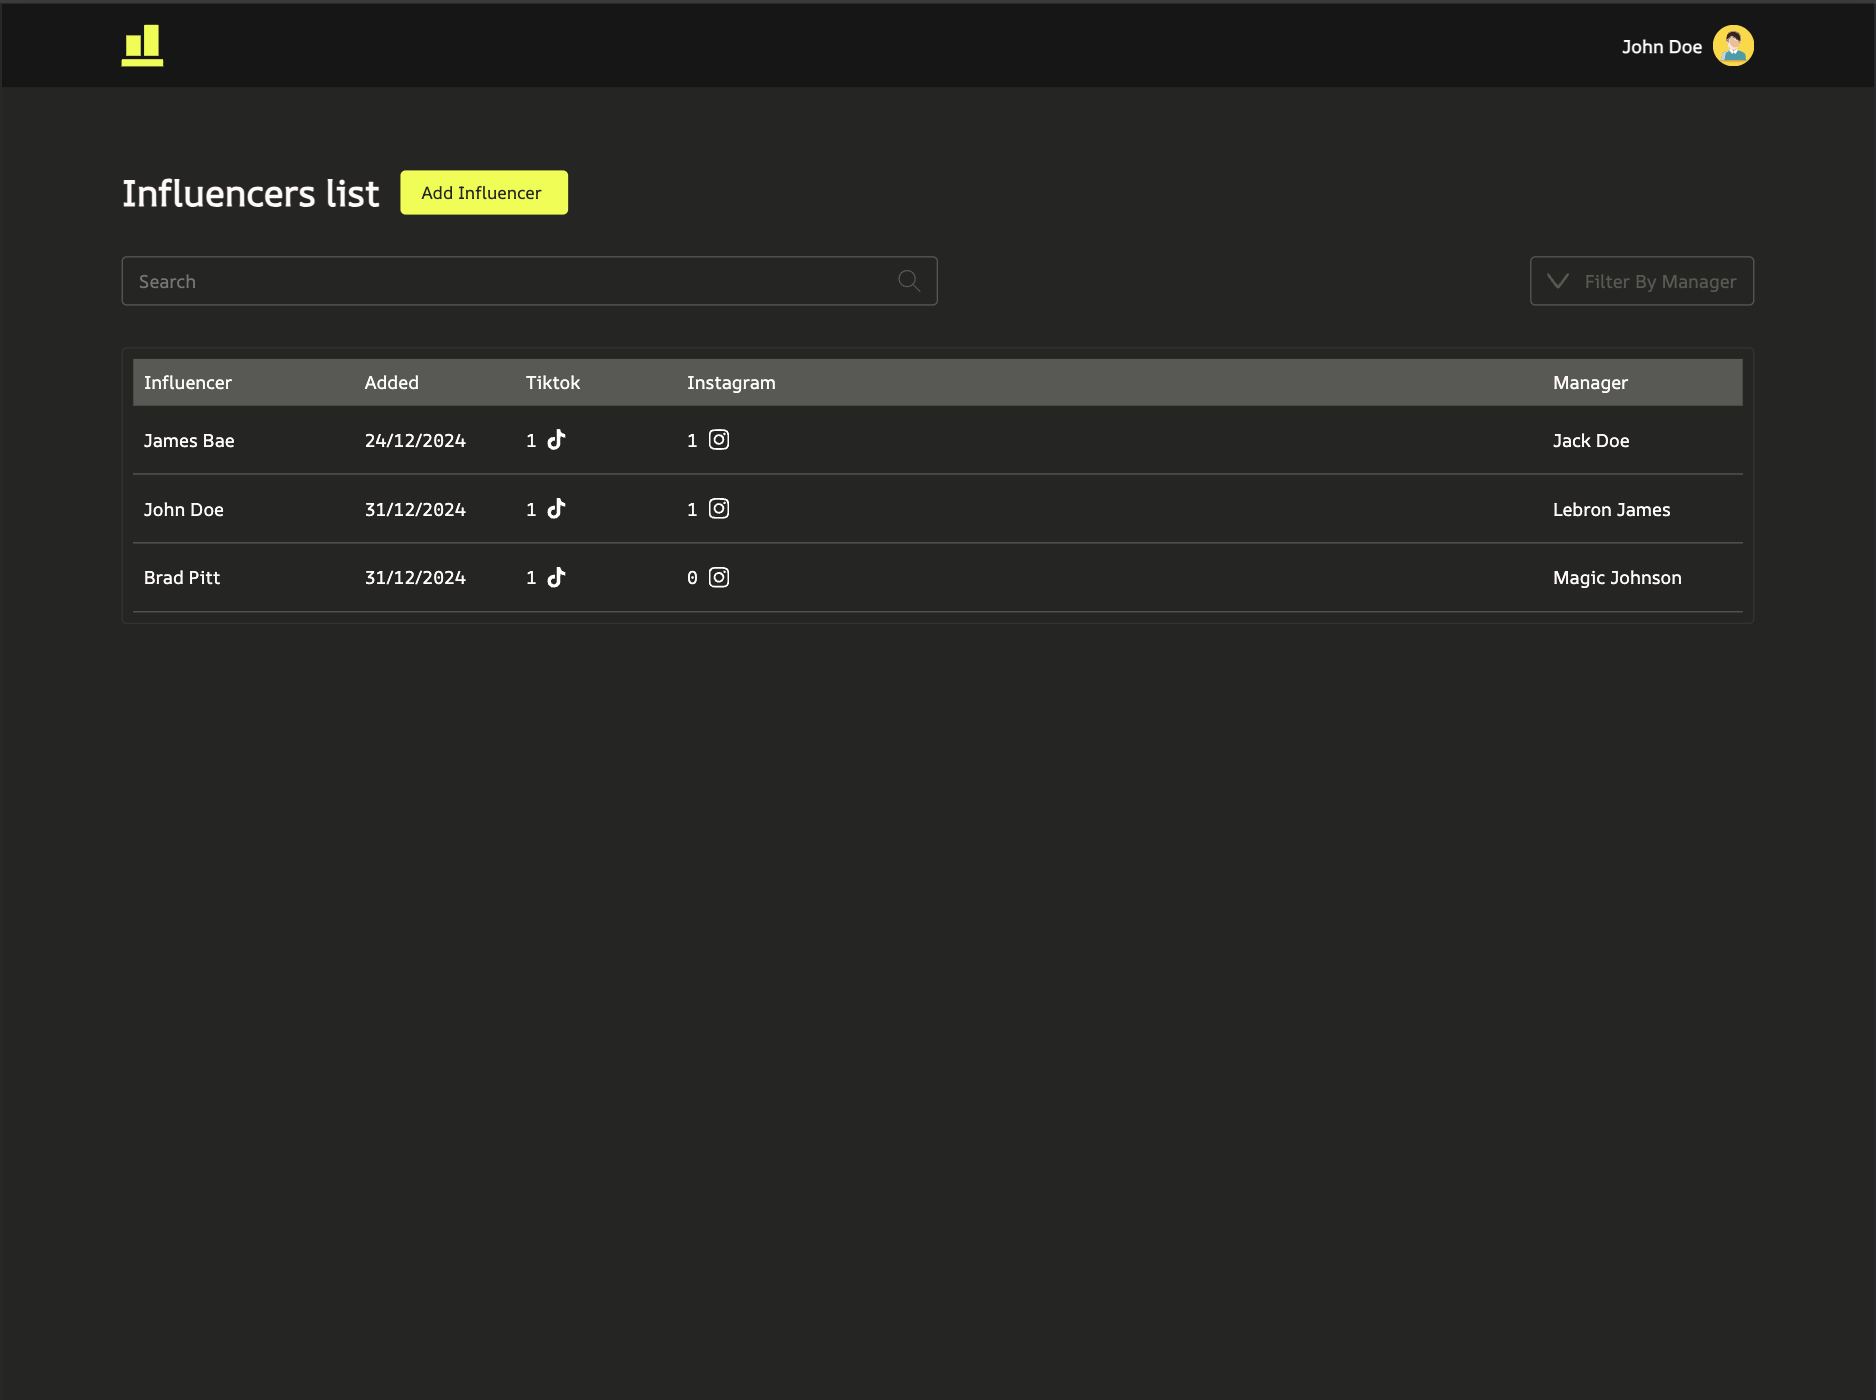 John Doe
Influencers list
Add Influencer
Search
Filter By Manager
Influencer Added Tiktok Instagram Manager
James Bae 24/12/2024 1 1 Jack Doe
John Doe 31/12/2024 1 1 Lebron James
Brad Pitt 31/12/2024 1 0 Magic Johnson